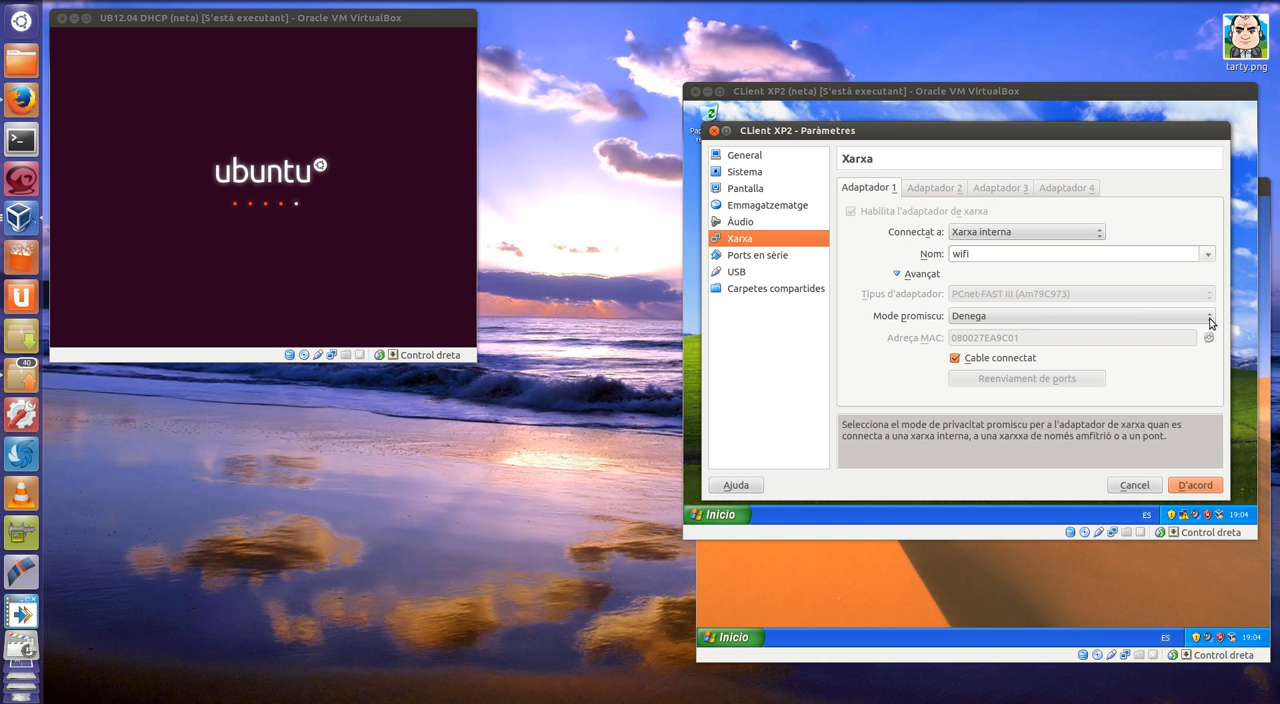 UB12.04 DHCP (neta) [S'està executant] - Oracle VM VirtualBox
ubuntu
Control dreta
tarty.png
CLient XP2 (neta) [S'està executant] - Oracle VM VirtualBox
CLient XP2 - Paràmetres
General
Sistema
Pantalla
Emmagatzematge
Àudio
Xarxa
Ports en sèrie
USB
Carpetes compartides
Xarxa
Adaptador 1 Adaptador 2 Adaptador 3 Adaptador 4
Habilita l'adaptador de xarxa
Connectat a: Xarxa interna
Nom: wifi
Avançat
Tipus d'adaptador: PCnet-FAST III (Am79C973)
Mode promiscu: Denega
Adreça MAC: 080027EA9C01
Cable connectat
Reenviament de ports
Selecciona el mode de privacitat promiscu per a l'adaptador de xarxa quan es
connecta a una xarxa interna, a una xarxxa de només amfitrió o a un pont.
Ajuda Cancel D'acord
Inicio ES 19:04
Control dreta
Inicio ES 19:04
Control dreta
40